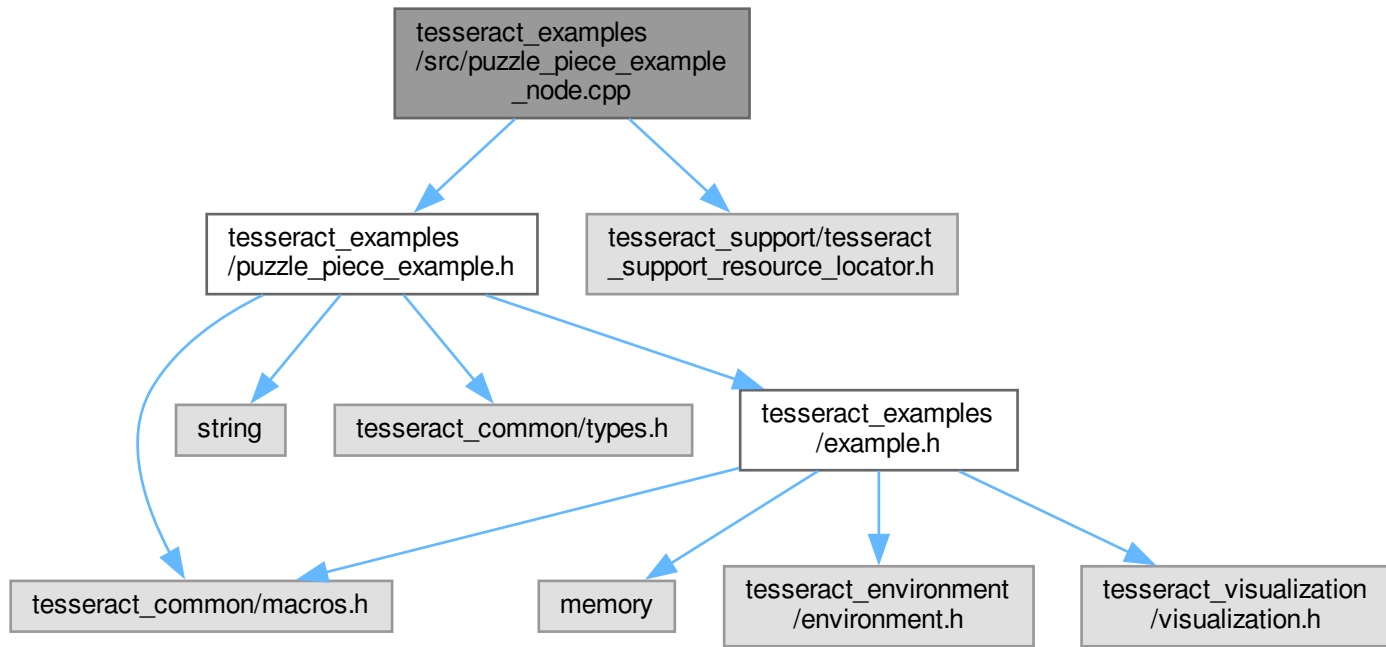 tesseract_examples
/src/puzzle_piece_example
_node.cpp
tesseract_examples
/puzzle_piece_example.h
tesseract_support/tesseract
_support_resource_locator.h
string
tesseract_common/types.h
tesseract_examples
/example.h
tesseract_common/macros.h
memory
tesseract_environment
/environment.h
tesseract_visualization
/visualization.h